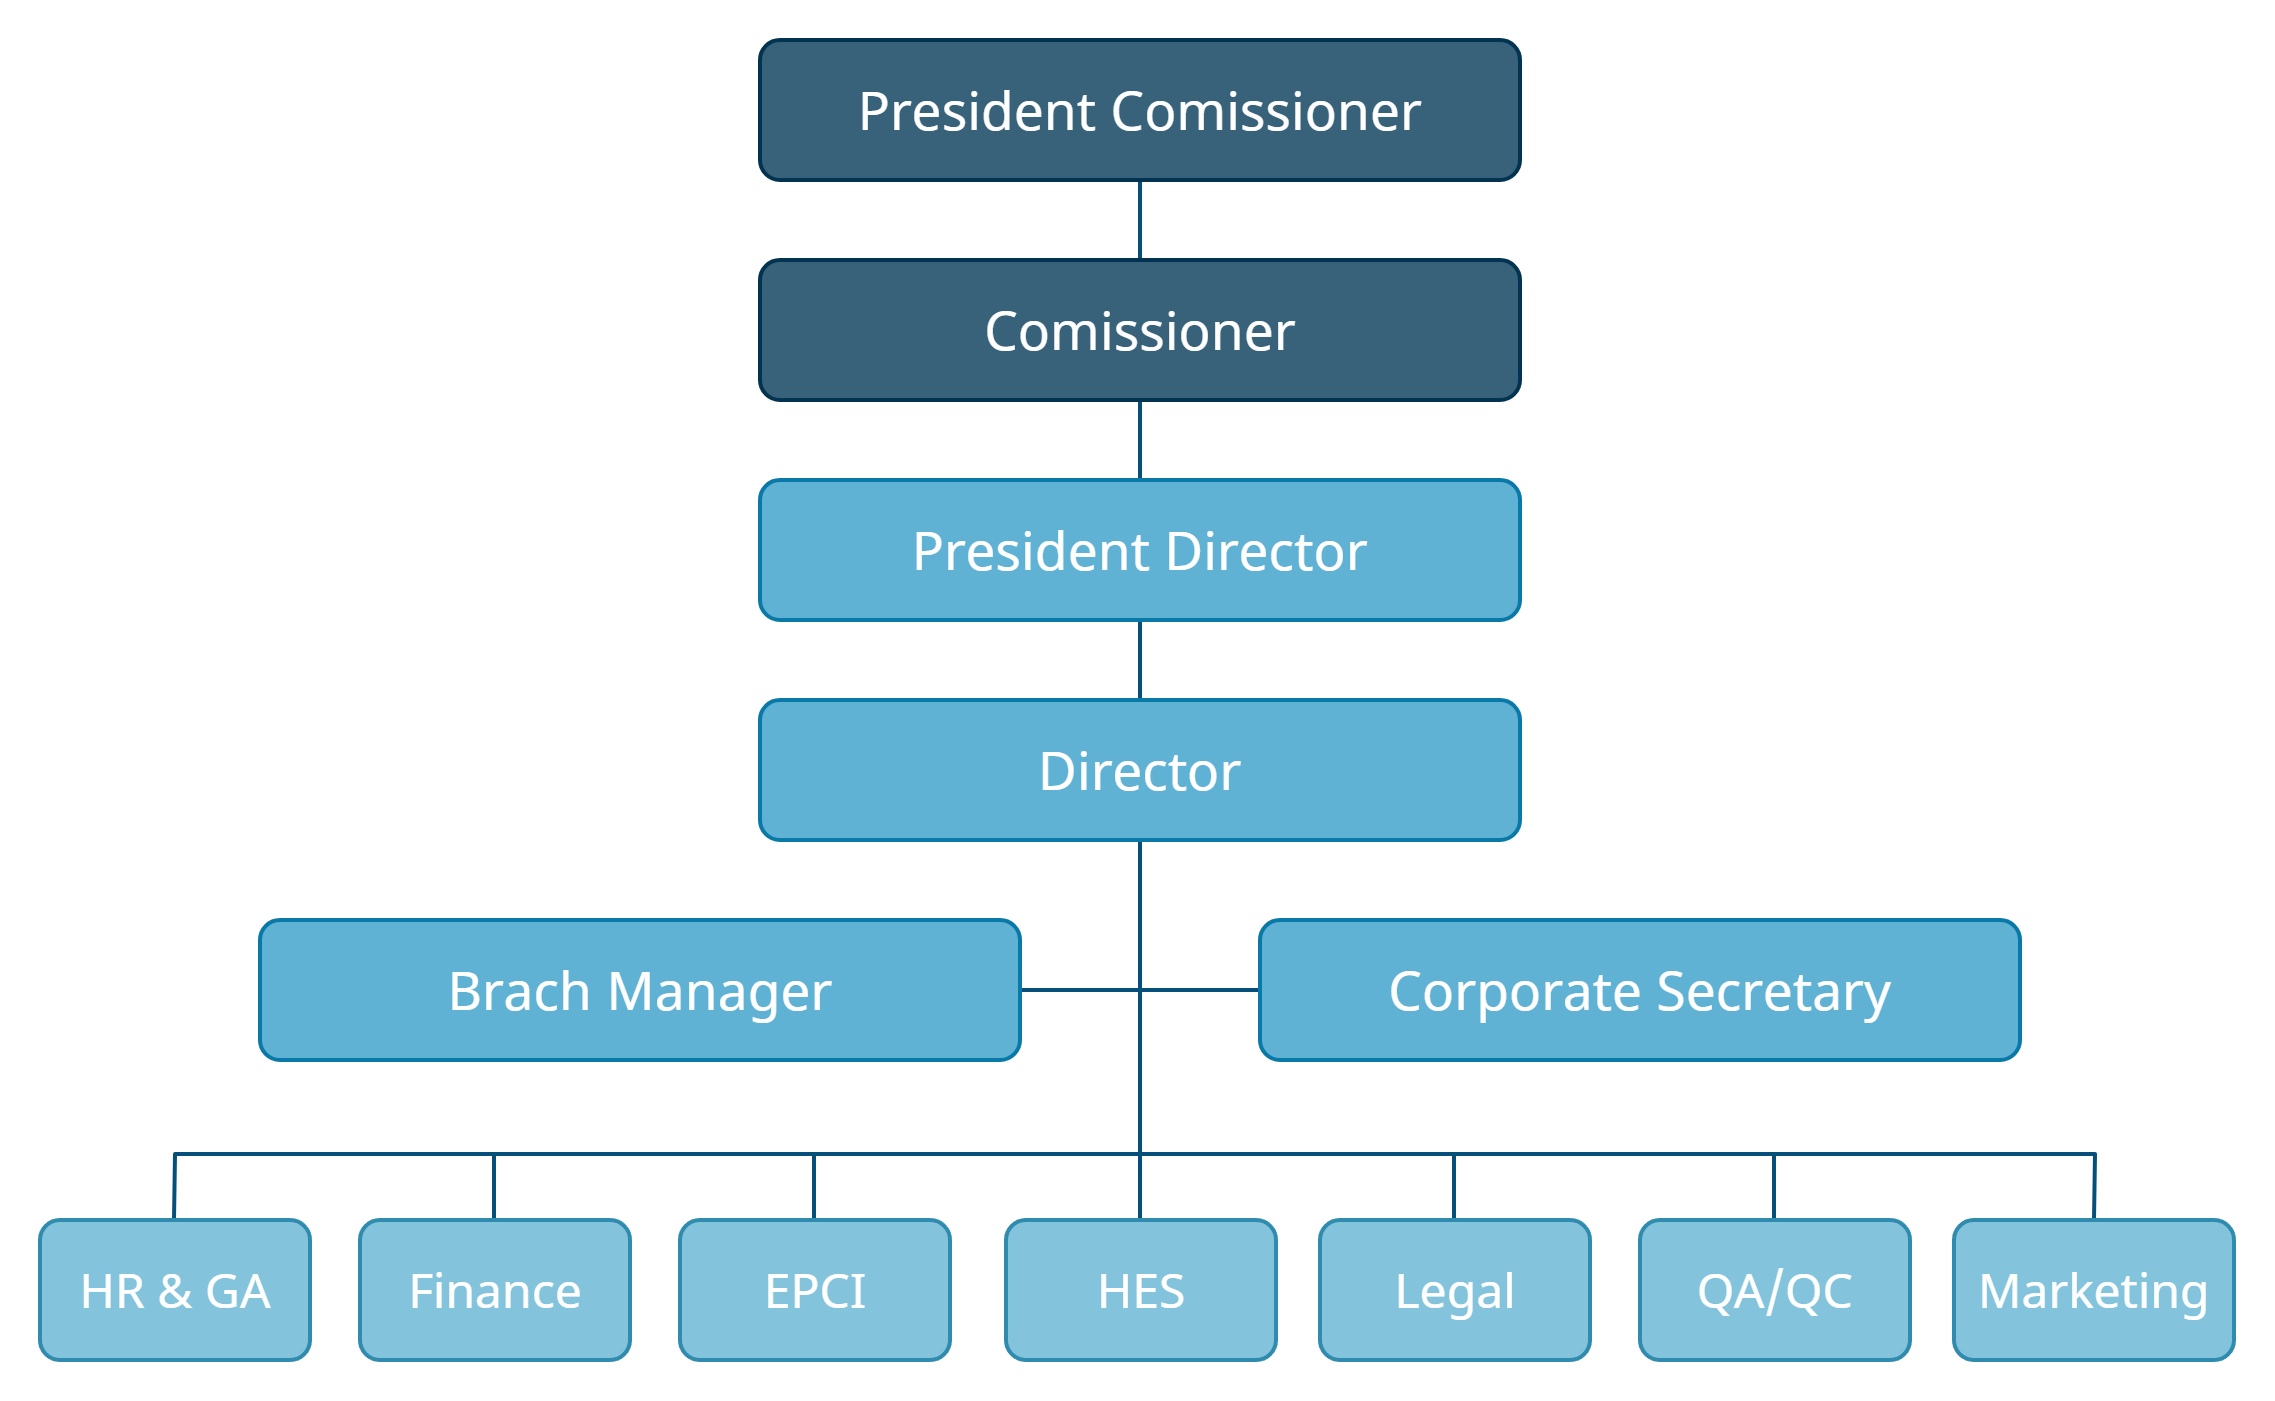 President Comissioner
Comissioner
President Director
Director
Brach Manager
Corporate Secretary
HR & GA
Finance
EPCI
HES
Legal
QA/QC
Marketing